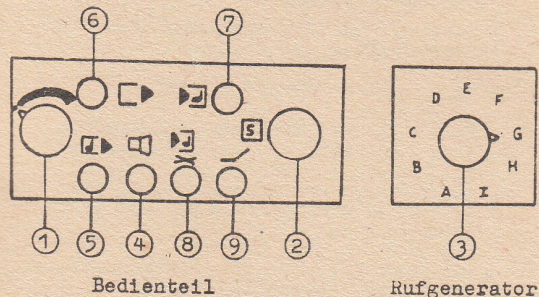 ⑥ ⑦
E
D F
S
C G
B H
A I
① ⑤ ④ ⑧ ⑨ ② ③
Bedienteil Rufgenerator